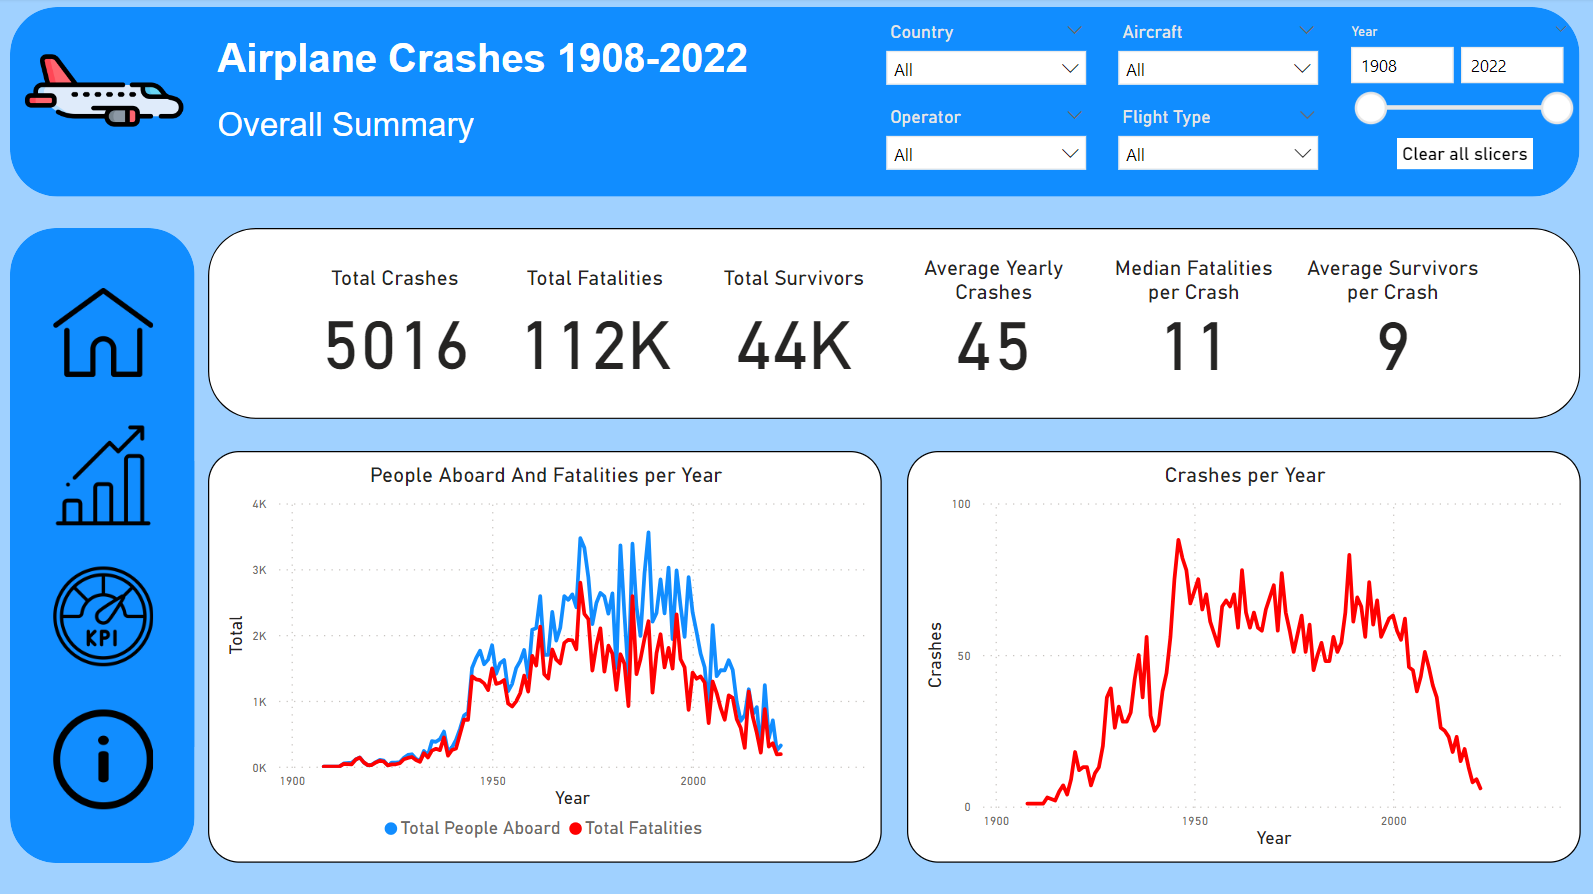 Airplane Crashes 1908-2022
Overall Summary
Country
All
Aircraft
All
Year
1908
2022
Operator
All
Flight Type
All
Clear all slicers
Total Crashes
5016
Total Fatalities
112K
Total Survivors
44K
Average Yearly
Crashes
45
Median Fatalities
per Crash
11
Average Survivors
per Crash
9
KPI
People Aboard And Fatalities per Year
Total
4K
3K
2K
1K
0K
1900
1950
2000
Year
Total People Aboard
Total Fatalities
Crashes per Year
Crashes
100
50
0
1900
1950
2000
Year